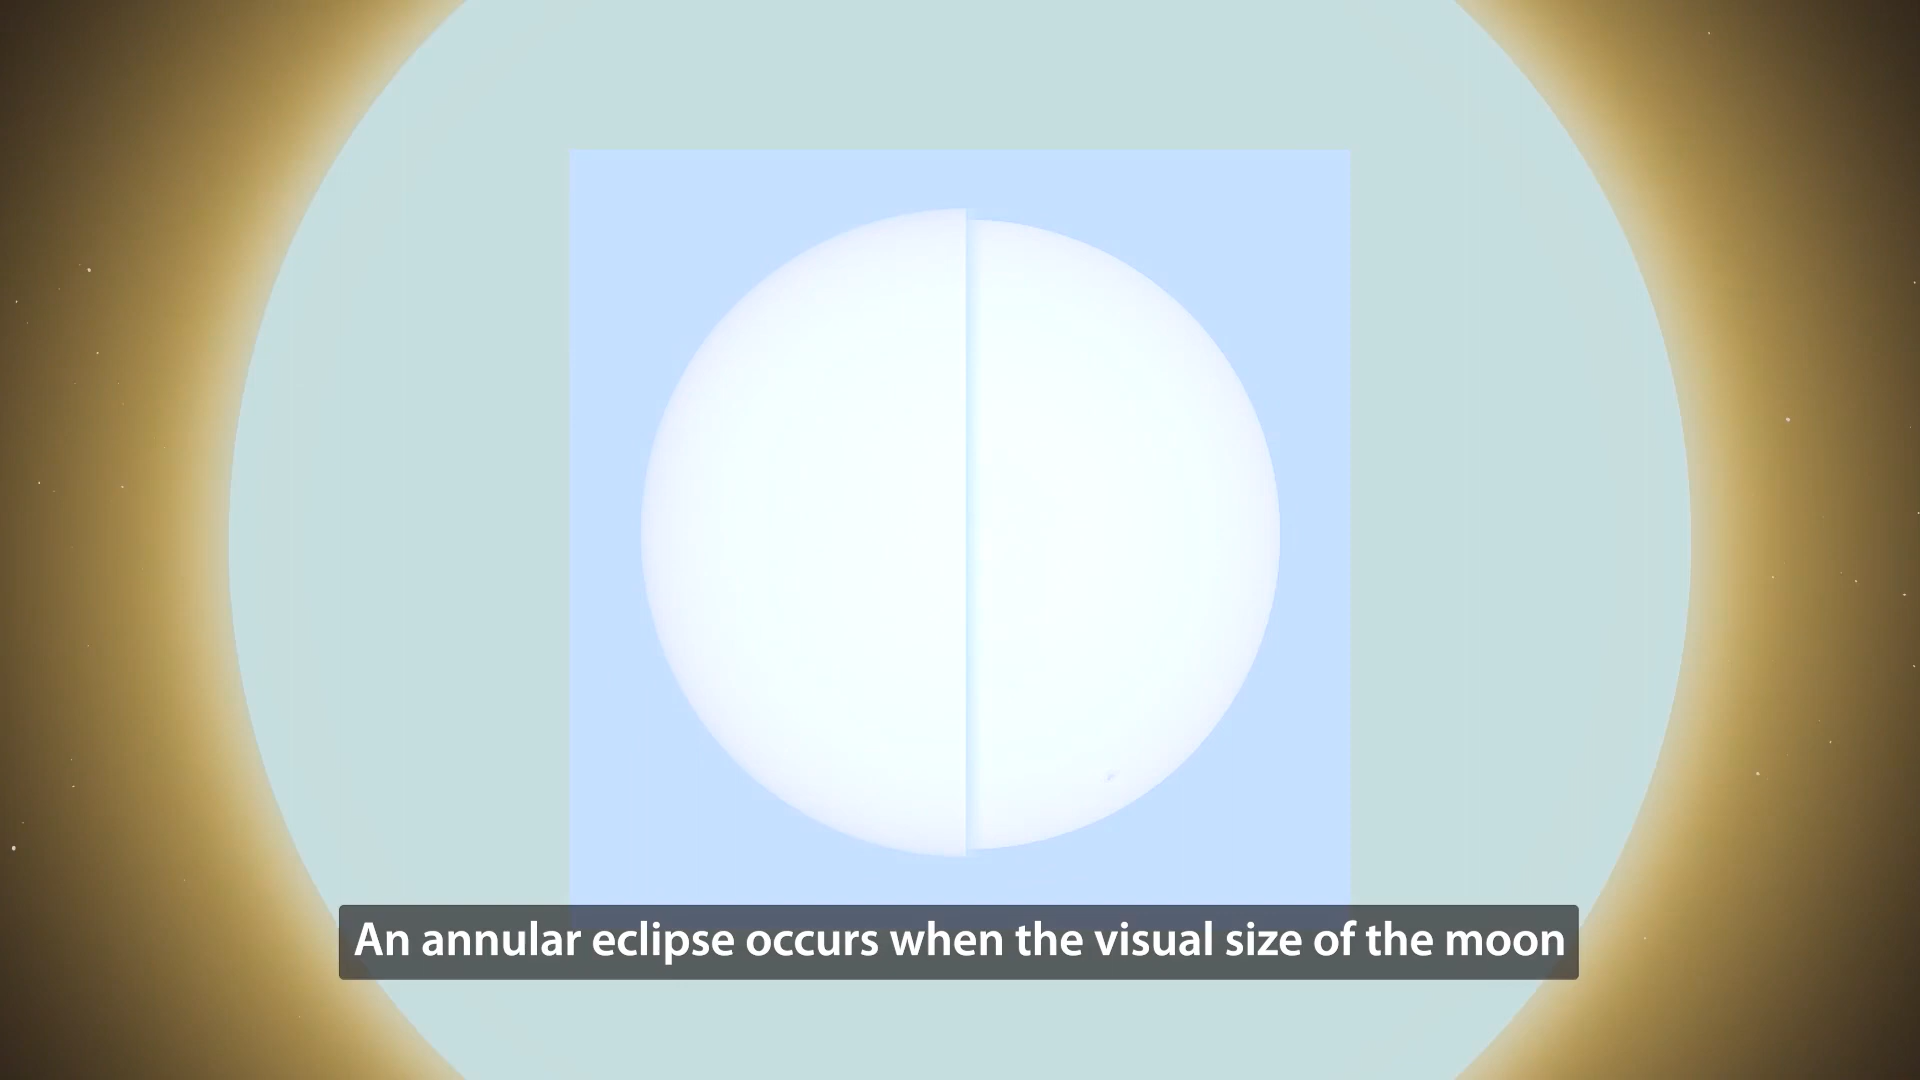 An annular eclipse occurs when the visual size of the moon